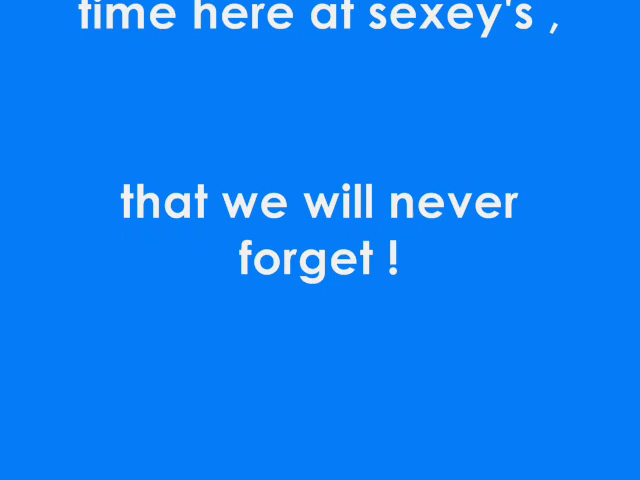 time here at sexey's ,
that we will never
forget !